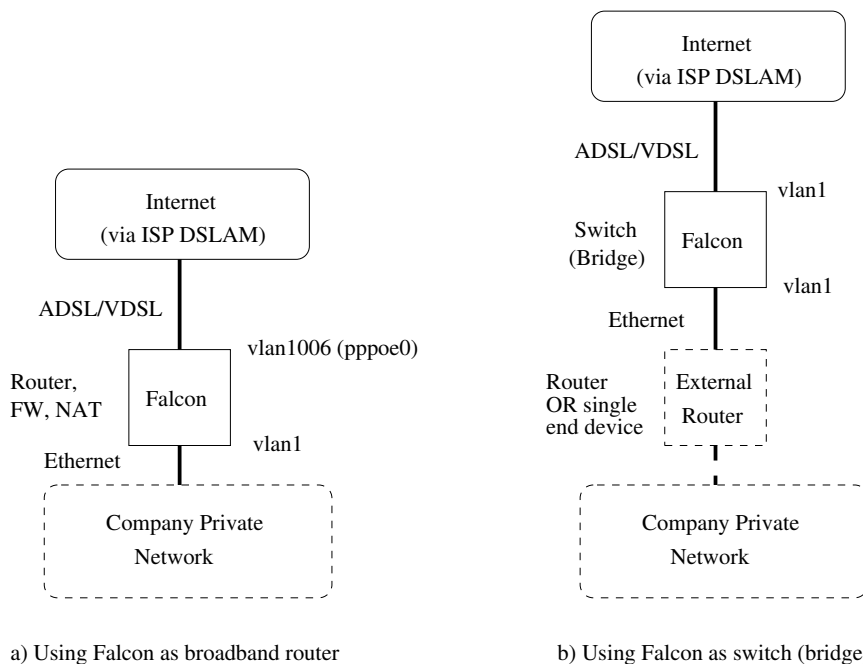 Internet
(via ISP DSLAM)
ADSL/VDSL
vlan1006 (pppoe0)
Router,
FW, NAT
Falcon
vlan1
Ethernet
Company Private
Network
a) Using Falcon as broadband router
Internet
(via ISP DSLAM)
ADSL/VDSL
vlan1
Switch
(Bridge)
Falcon
vlan1
Ethernet
Router
OR single
end device
External
Router
Company Private
Network
b) Using Falcon as switch (bridge